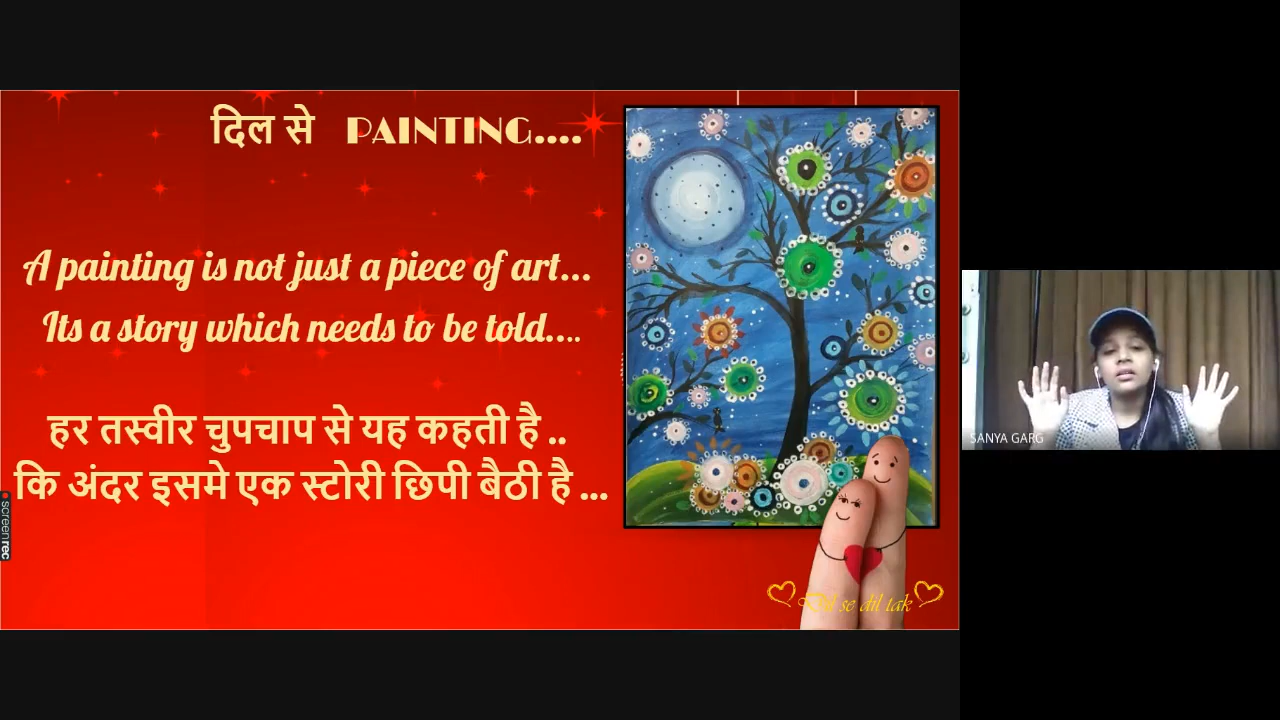 दिल से PAINTING....
A painting is not just a piece of art...
Its a story which needs to be told....
हर तस्वीर चुपचाप से यह कहती है ..
कि अंदर इसमे एक स्टोरी छिपी बैठी है ...
Dil se dil tak
SANYA GARG
screenrec